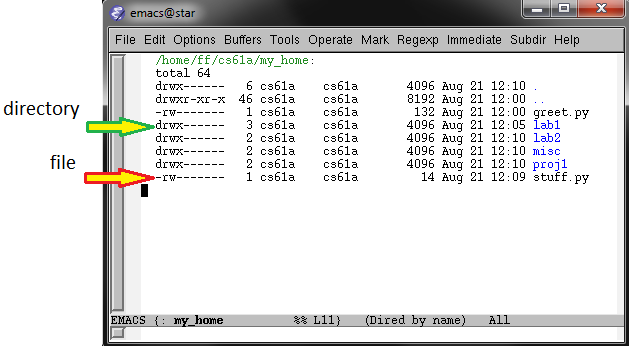 emacs@star
File Edit Options Buffers Tools Operate Mark Regexp Immediate Subdir Help
/home/ff/cs61a/my_home:
total 64
drwx------   6 cs61a    cs61a        4096 Aug 21 12:10 .
drwxr-xr-x  46 cs61a    cs61a        8192 Aug 21 12:00 ..
-rw-------   1 cs61a    cs61a         132 Aug 21 12:00 greet.py
directory
drwx------   3 cs61a    cs61a        4096 Aug 21 12:05 lab1
drwx------   2 cs61a    cs61a        4096 Aug 21 12:10 lab2
drwx------   2 cs61a    cs61a        4096 Aug 21 12:10 misc
drwx------   2 cs61a    cs61a        4096 Aug 21 12:10 proj1
file
-rw-------   1 cs61a    cs61a          14 Aug 21 12:09 stuff.py
EMACS {: my_home          %% L11}   (Dired by name)   All